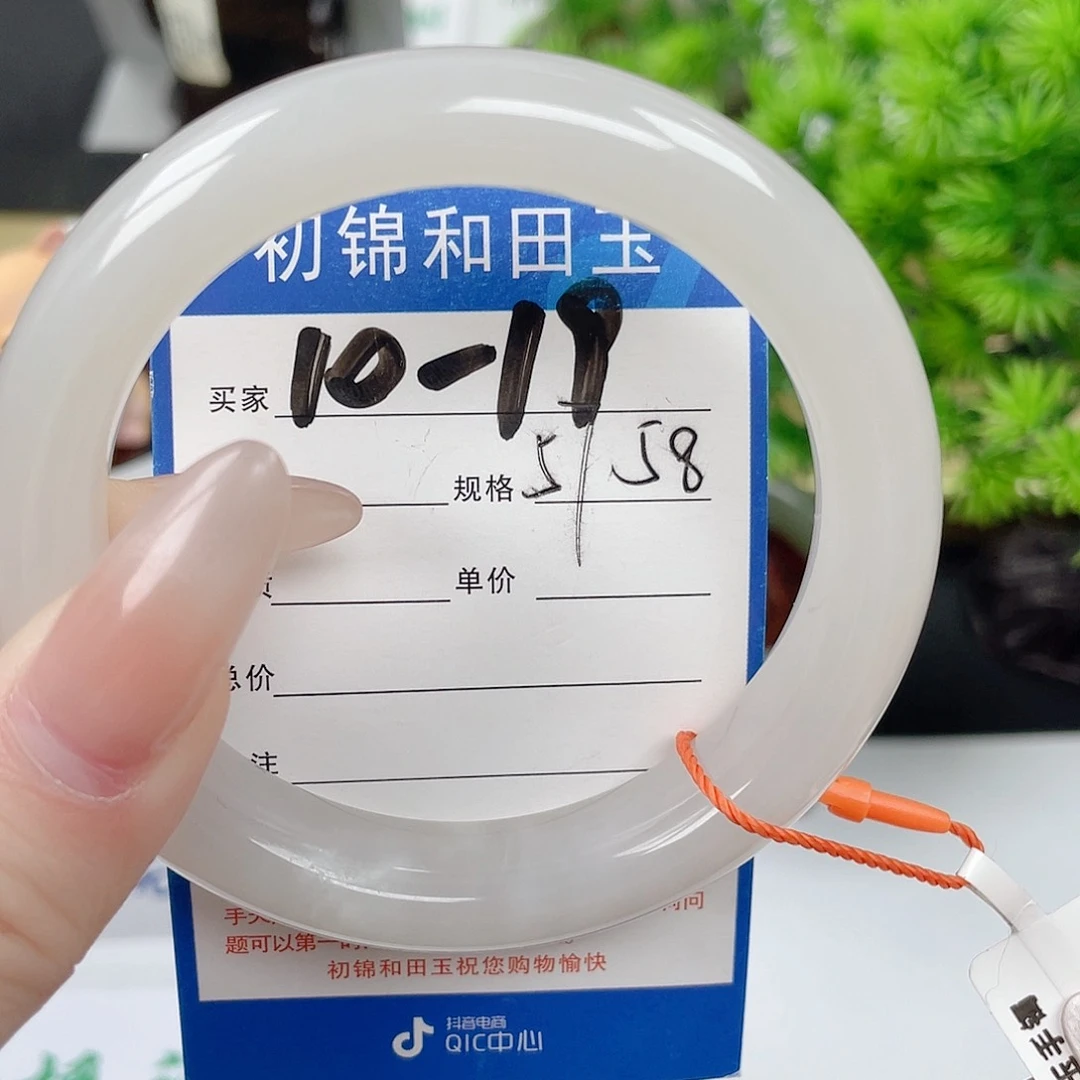 初锦和田玉
买家 10-19
规格 5/58
单价
总价
注
题可以第一时
初锦和田玉祝您购物愉快
抖音电商
QIC中心